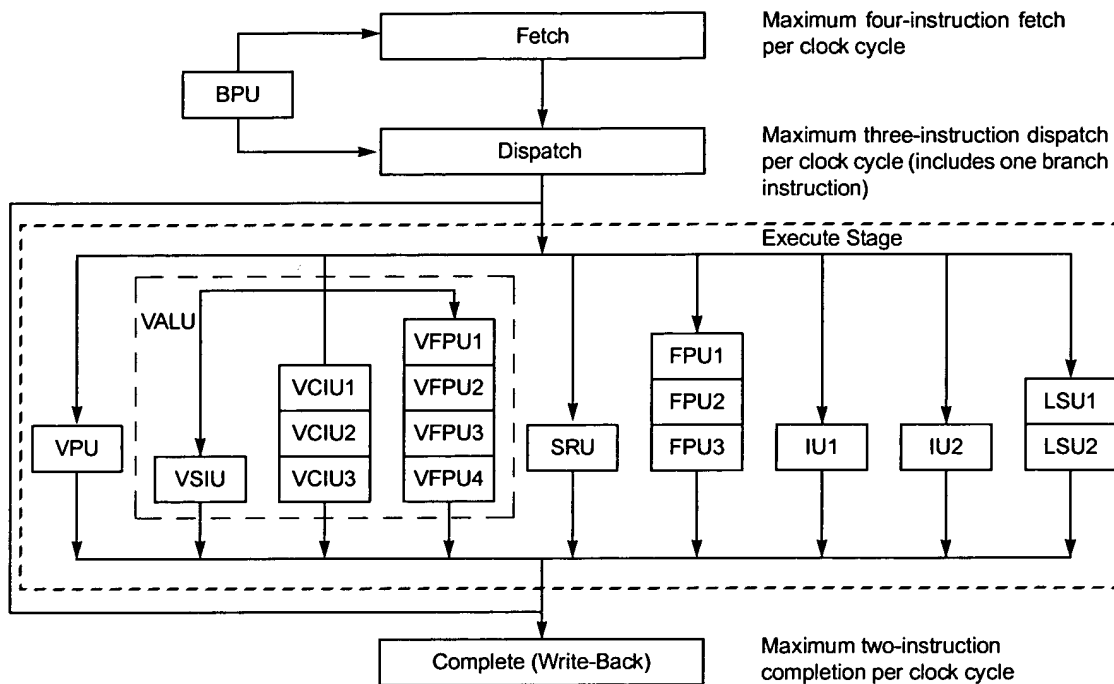 Fetch
Maximum four-instruction fetch
per clock cycle
BPU
Dispatch
Maximum three-instruction dispatch
per clock cycle (includes one branch
instruction)
Execute Stage
VALU
VPU
VSIU
VCIU1
VCIU2
VCIU3
VFPU1
VFPU2
VFPU3
VFPU4
SRU
FPU1
FPU2
FPU3
IU1
IU2
LSU1
LSU2
Complete (Write-Back)
Maximum two-instruction
completion per clock cycle